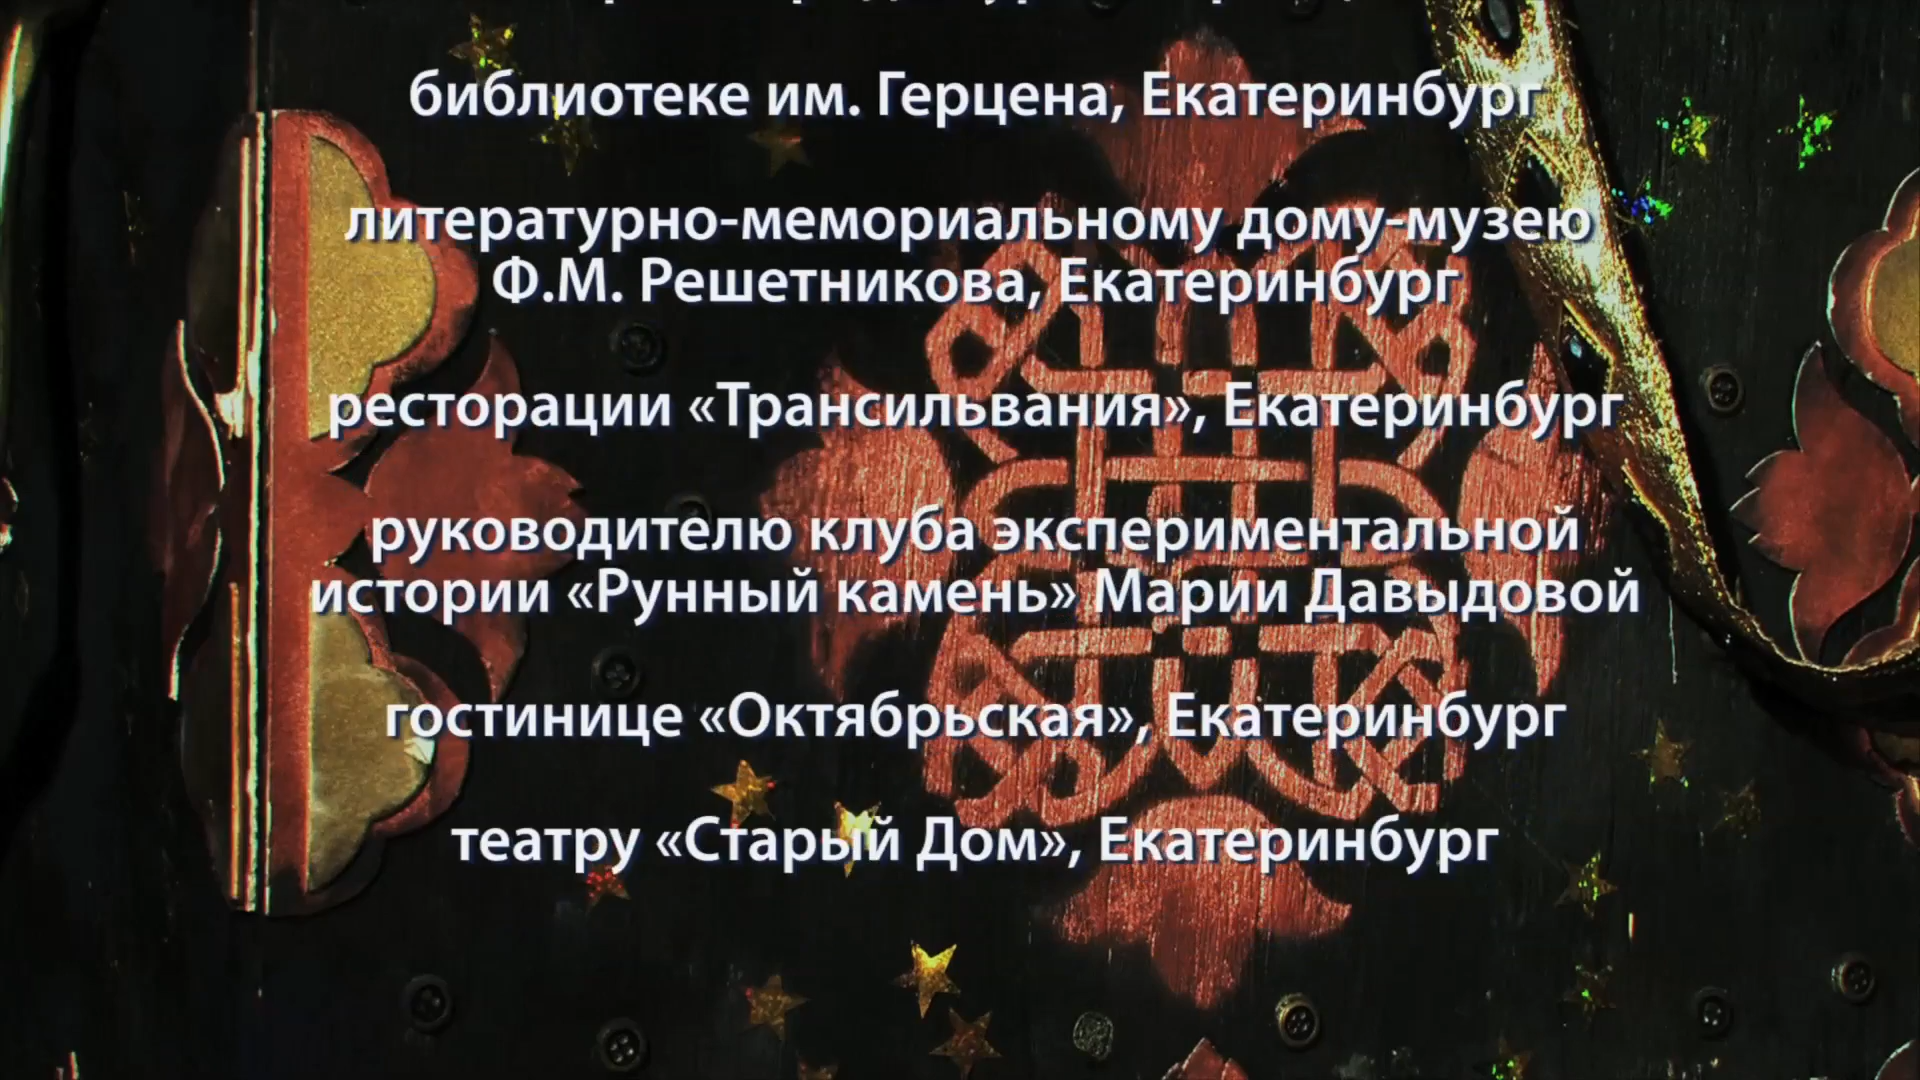 библиотеке им. Герцена, Екатеринбург
литературно-мемориальному дому-музею
Ф.М. Решетникова, Екатеринбург
ресторации «Трансильвания», Екатеринбург
руководителю клуба экспериментальной
истории «Рунный камень» Марии Давыдовой
гостинице «Октябрьская», Екатеринбург
театру «Старый Дом», Екатеринбург